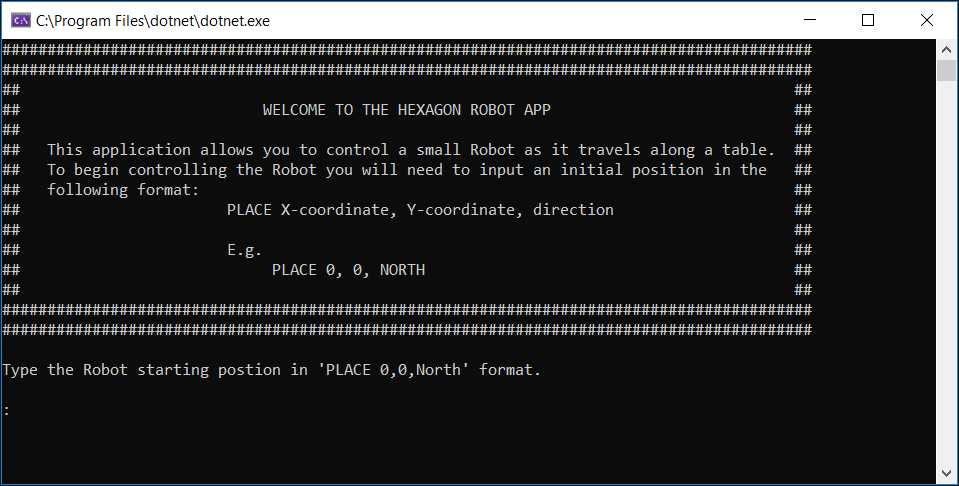 C:\Program Files\dotnet\dotnet.exe
##########################################################################################
##########################################################################################
##                                                                                      ##
##                           WELCOME TO THE HEXAGON ROBOT APP                           ##
##                                                                                      ##
##   This application allows you to control a small Robot as it travels along a table.  ##
##   To begin controlling the Robot you will need to input an initial position in the   ##
##   following format:                                                                  ##
##                       PLACE X-coordinate, Y-coordinate, direction                    ##
##                                                                                      ##
##                       E.g.                                                           ##
##                            PLACE 0, 0, NORTH                                         ##
##                                                                                      ##
##########################################################################################
##########################################################################################
Type the Robot starting postion in 'PLACE 0,0,North' format.
: